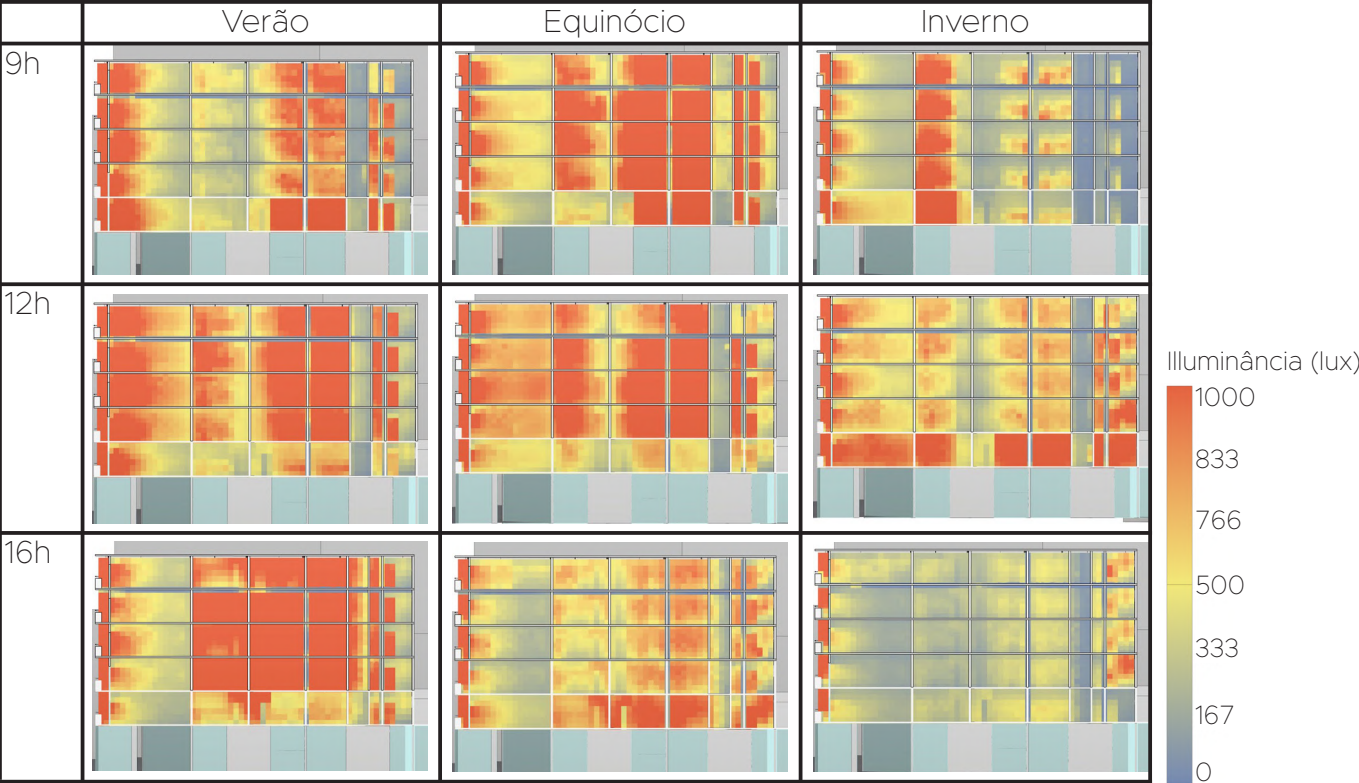 Verão
Equinócio
Inverno
9h
12h
16h
Illuminância (lux)
1000
833
766
500
333
167
0